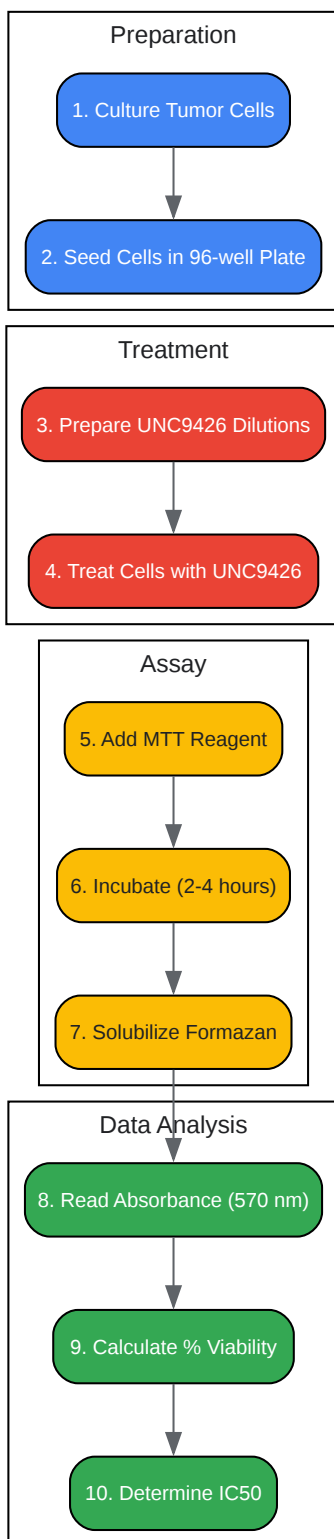 Preparation
1. Culture Tumor Cells
2. Seed Cells in 96-well Plate
Treatment
3. Prepare UNC9426 Dilutions
4. Treat Cells with UNC9426
Assay
5. Add MTT Reagent
6. Incubate (2-4 hours)
7. Solubilize Formazan
Data Analysis
8. Read Absorbance (570 nm)
9. Calculate % Viability
10. Determine IC50